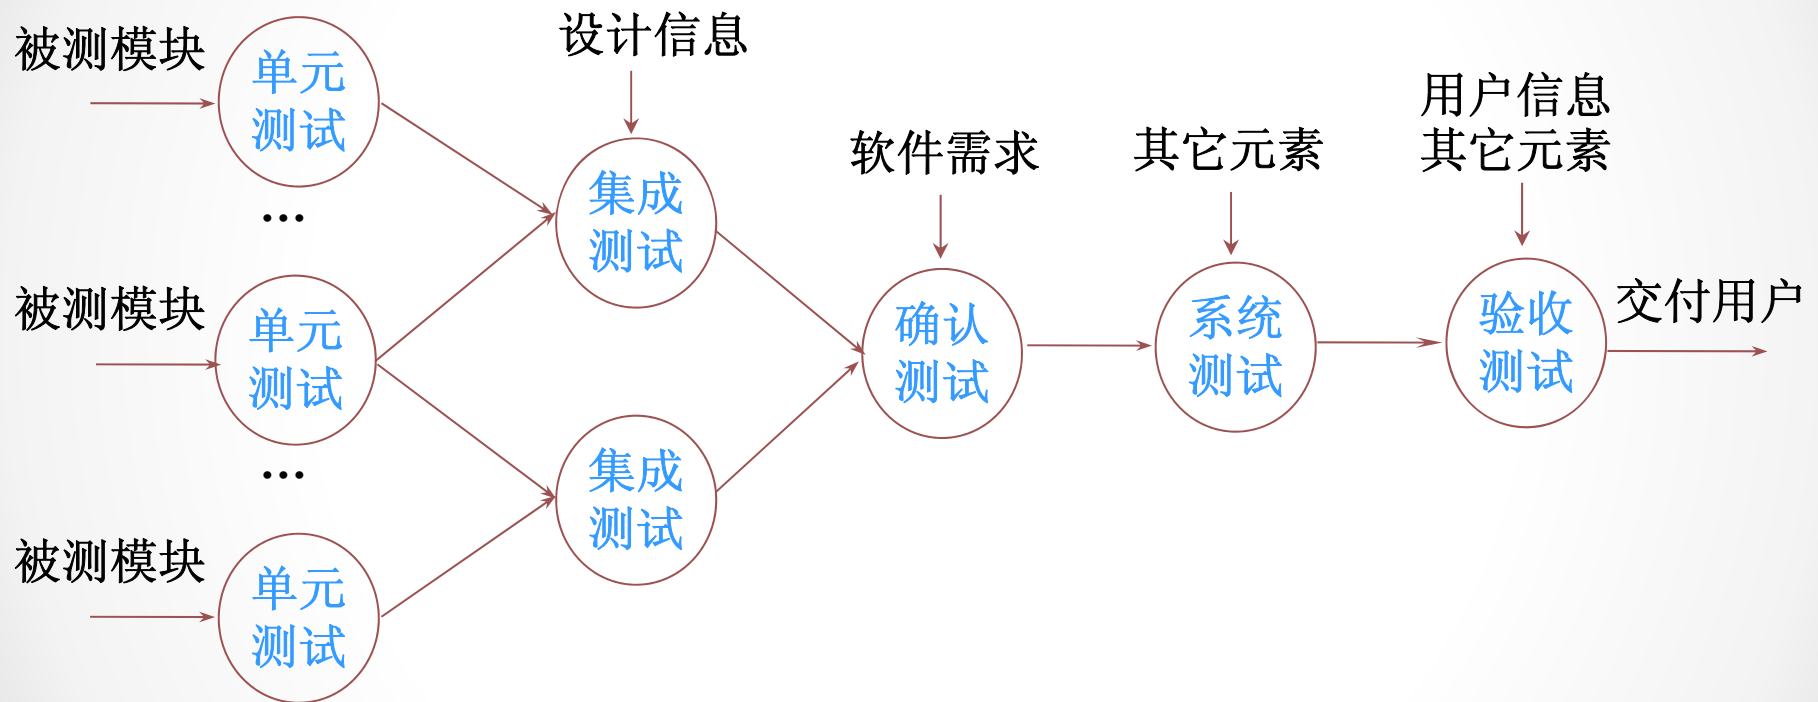 被测模块
单元
测试
...
被测模块
单元
测试
...
被测模块
单元
测试
设计信息
集成
测试
集成
测试
软件需求
确认
测试
其它元素
系统
测试
用户信息
其它元素
验收
测试
交付用户